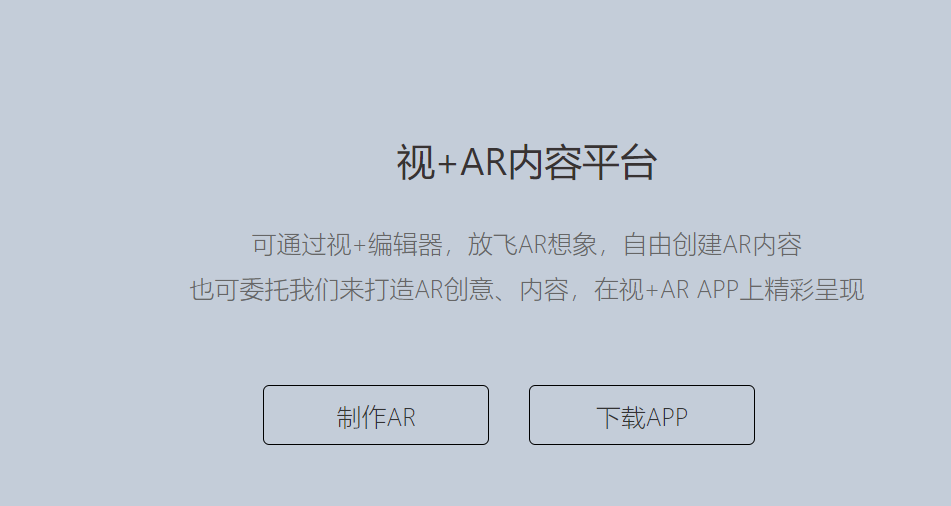 视+AR内容平台
可通过视+编辑器，放飞AR想象，自由创建AR内容
也可委托我们来打造AR创意、内容，在视+AR APP上精彩呈现
制作AR
下载APP